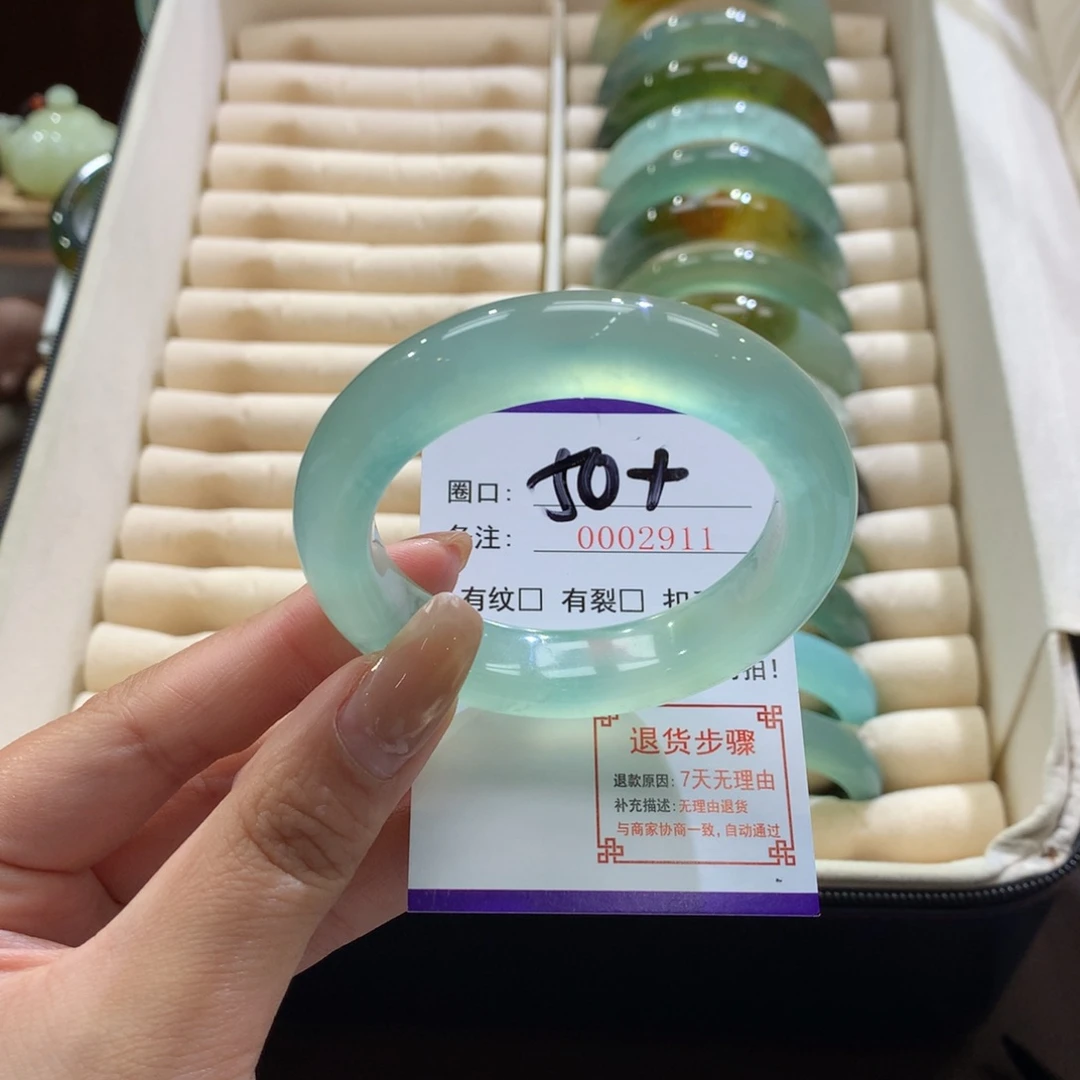 圈口: 50+
备注: 0002911
有纹□ 有裂□
拍!
退货步骤
退款原因: 7天无理由
补充描述: 无理由退货
与商家协商一致, 自动通过